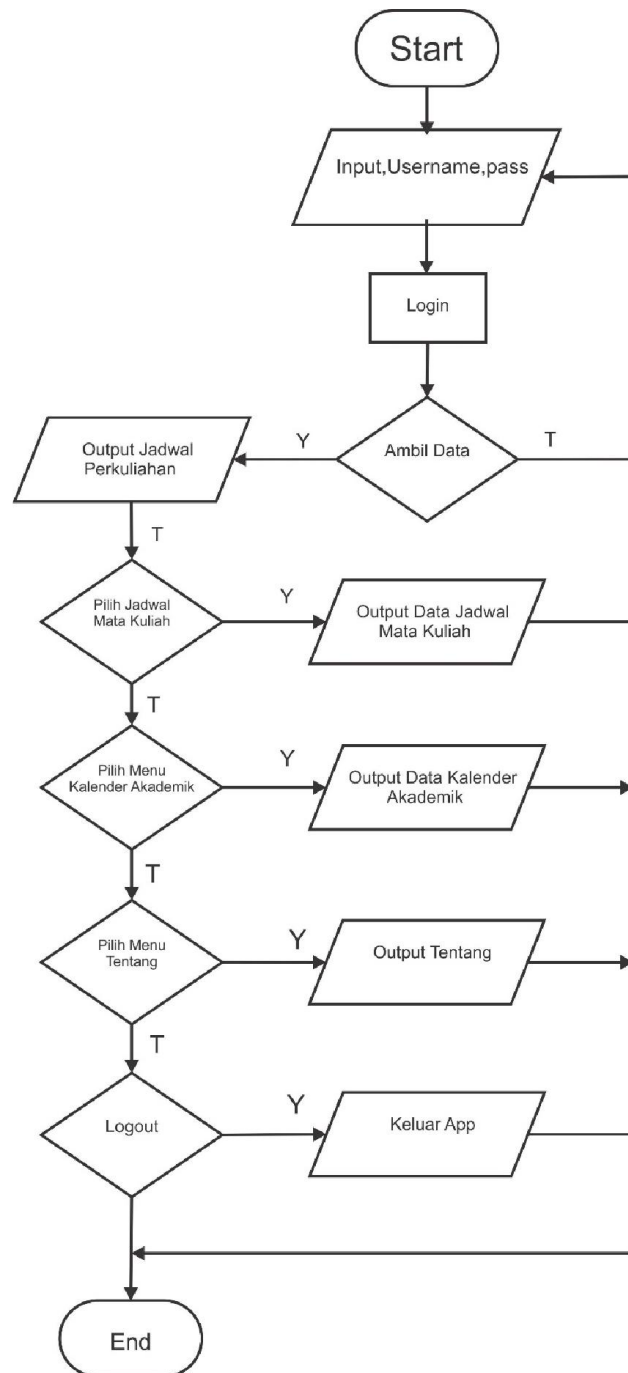 Start
Input,Username,pass
Login
Ambil Data
Y
T
Output Jadwal
Perkuliahan
T
Pilih Jadwal
Mata Kuliah
Y
Output Data Jadwal
Mata Kuliah
T
Pilih Menu
Kalender Akademik
Y
Output Data Kalender
Akademik
T
Pilih Menu
Tentang
Y
Output Tentang
T
Logout
Y
Keluar App
End